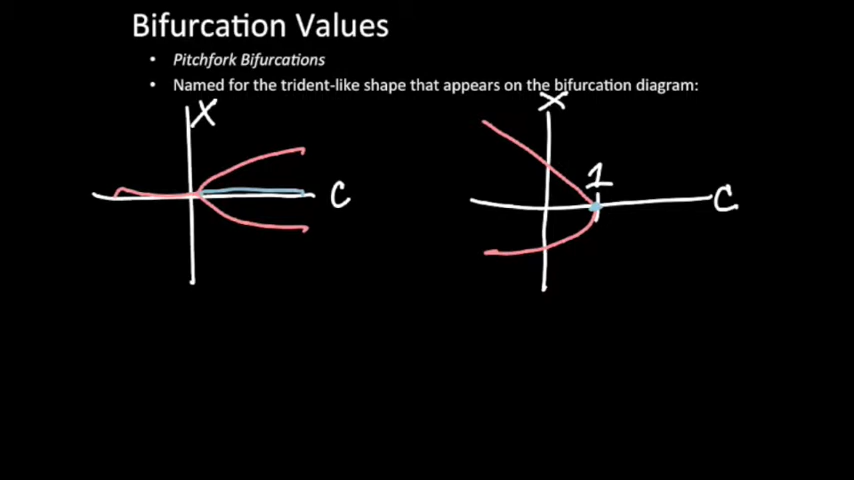 Bifurcation Values
• Pitchfork Bifurcations
• Named for the trident-like shape that appears on the bifurcation diagram:
X
X
1
C
C